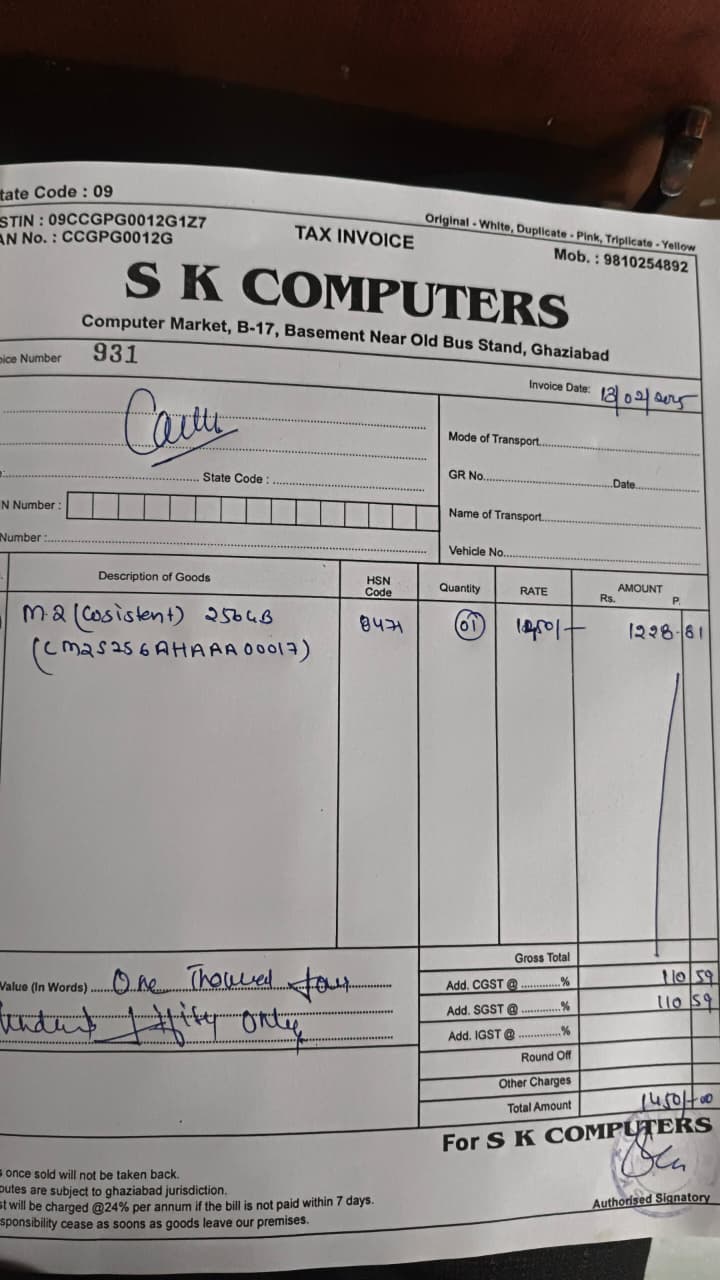 tate Code : 09
STIN : 09CCGPG0012G1Z7
AN No. : CCGPG0012G
TAX INVOICE
Original - White, Duplicate - Pink, Triplicate - Yellow
Mob. : 9810254892
S K COMPUTERS
Computer Market, B-17, Basement Near Old Bus Stand, Ghaziabad
oice Number 931
Invoice Date: 13/02/2025
Mode of Transport
State Code :
GR No. Date
N Number :
Name of Transport
Number :
Vehicle No.
Description of Goods HSN Code Quantity RATE AMOUNT Rs. P.
M.2 (Cosistent) 256GB 8471 01 1450/- 1228.81
(CM2S256AHAAA00017)
Gross Total
Value (In Words) One Thousand four
Add. CGST @ % 110 59
Add. SGST @ % 110 59
hundred fifity only
Add. IGST @ %
Round Off
Other Charges
Total Amount 1450/-00
For S K COMPUTERS
s once sold will not be taken back.
putes are subject to ghaziabad jurisdiction.
st will be charged @24% per annum if the bill is not paid within 7 days.
sponsibility cease as soons as goods leave our premises.
Authorised Signatory